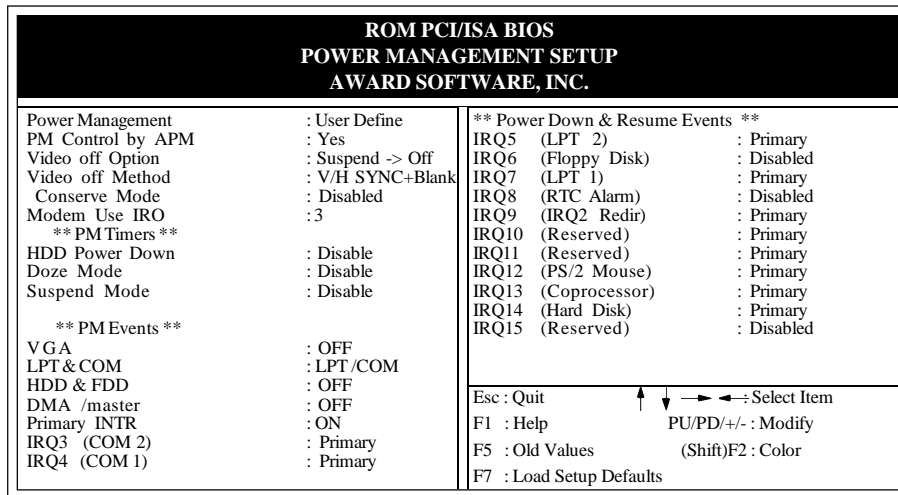 ROM PCI/ISA BIOS
POWER MANAGEMENT SETUP
AWARD SOFTWARE, INC.
Power Management : User Define
PM Control by APM : Yes
Video off Option : Suspend -> Off
Video off Method : V/H SYNC+Blank
Conserve Mode : Disabled
Modem Use IRO : 3
** PM Timers **
HDD Power Down : Disable
Doze Mode : Disable
Suspend Mode : Disable
** PM Events **
VGA : OFF
LPT & COM : LPT /COM
HDD & FDD : OFF
DMA /master : OFF
Primary INTR : ON
IRQ3 (COM 2) : Primary
IRQ4 (COM 1) : Primary
** Power Down & Resume Events **
IRQ5 (LPT 2) : Primary
IRQ6 (Floppy Disk) : Disabled
IRQ7 (LPT 1) : Primary
IRQ8 (RTC Alarm) : Disabled
IRQ9 (IRQ2 Redir) : Primary
IRQ10 (Reserved) : Primary
IRQ11 (Reserved) : Primary
IRQ12 (PS/2 Mouse) : Primary
IRQ13 (Coprocessor) : Primary
IRQ14 (Hard Disk) : Primary
IRQ15 (Reserved) : Disabled
Esc : Quit ↑ ↓ → ← : Select Item
F1 : Help PU/PD/+/- : Modify
F5 : Old Values (Shift)F2 : Color
F7 : Load Setup Defaults